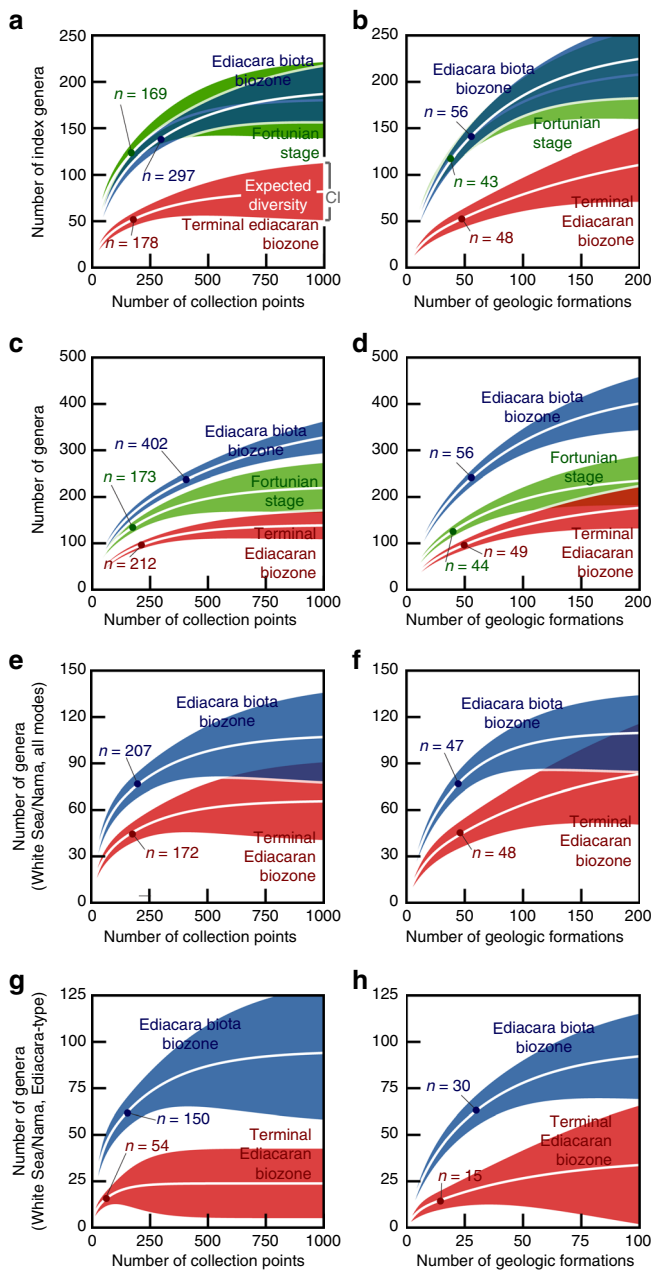 a
250
200
150
100
50
0
Number of index genera
Ediacara biota
biozone
n = 169
n = 297
Fortunian
stage
Expected
diversity
CI
Terminal ediacaran
biozone
n = 178
0 250 500 750 1000
Number of collection points
b
250
200
150
100
50
0
Ediacara biota
biozone
n = 56
Fortunian
stage
n = 43
Terminal
Ediacaran
biozone
n = 48
0 50 100 150 200
Number of geologic formations
c
500
400
300
200
100
0
Number of genera
n = 402
Ediacara biota
biozone
n = 173
Fortunian
stage
n = 212
Terminal
Ediacaran
biozone
0 250 500 750 1000
Number of collection points
d
500
400
300
200
100
0
Ediacara biota
biozone
n = 56
Fortunian
stage
n = 49
n = 44
Terminal
Ediacaran
biozone
0 50 100 150 200
Number of geologic formations
e
150
120
90
60
30
0
Number of genera
(White Sea/Nama, all modes)
Ediacara biota
biozone
n = 207
n = 172
Terminal
Ediacaran
biozone
0 250 500 750 1000
Number of collection points
f
150
120
90
60
30
0
Ediacara biota
biozone
n = 47
n = 48
Terminal
Ediacaran
biozone
0 50 100 150 200
Number of geologic formations
g
125
100
75
50
25
0
Number of genera
(White Sea/Nama, Ediacara-type)
Ediacara biota
biozone
n = 150
n = 54
Terminal
Ediacaran
biozone
0 250 500 750 1000
Number of collection points
h
125
100
75
50
25
0
Ediacara biota
biozone
n = 30
Terminal
Ediacaran
biozone
n = 15
0 25 50 75 100
Number of geologic formations